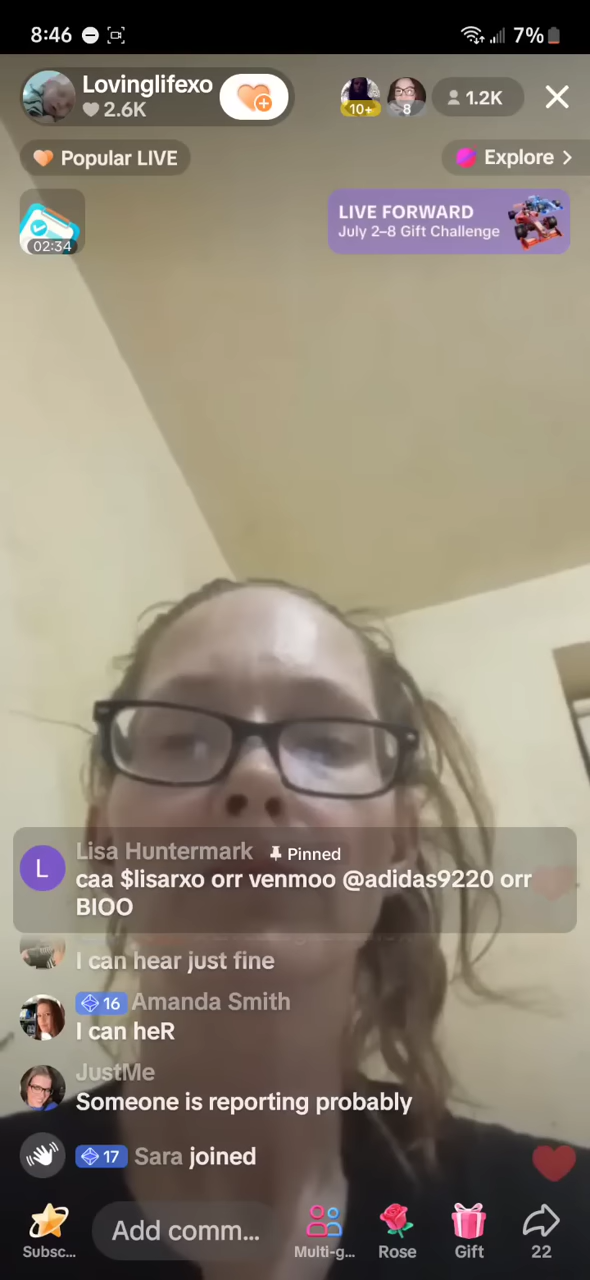 8:46
7%
Lovinglifexo
2.6K
10+
8
1.2K
Popular LIVE
Explore
02:34
LIVE FORWARD
July 2–8 Gift Challenge
L
Lisa Huntermark Pinned
caa $lisarxo orr venmoo @adidas9220 orr
BIOO
I can hear just fine
16 Amanda Smith
I can heR
JustMe
Someone is reporting probably
17 Sara joined
Add comm...
Subsc...
Multi-g...
Rose
Gift
22